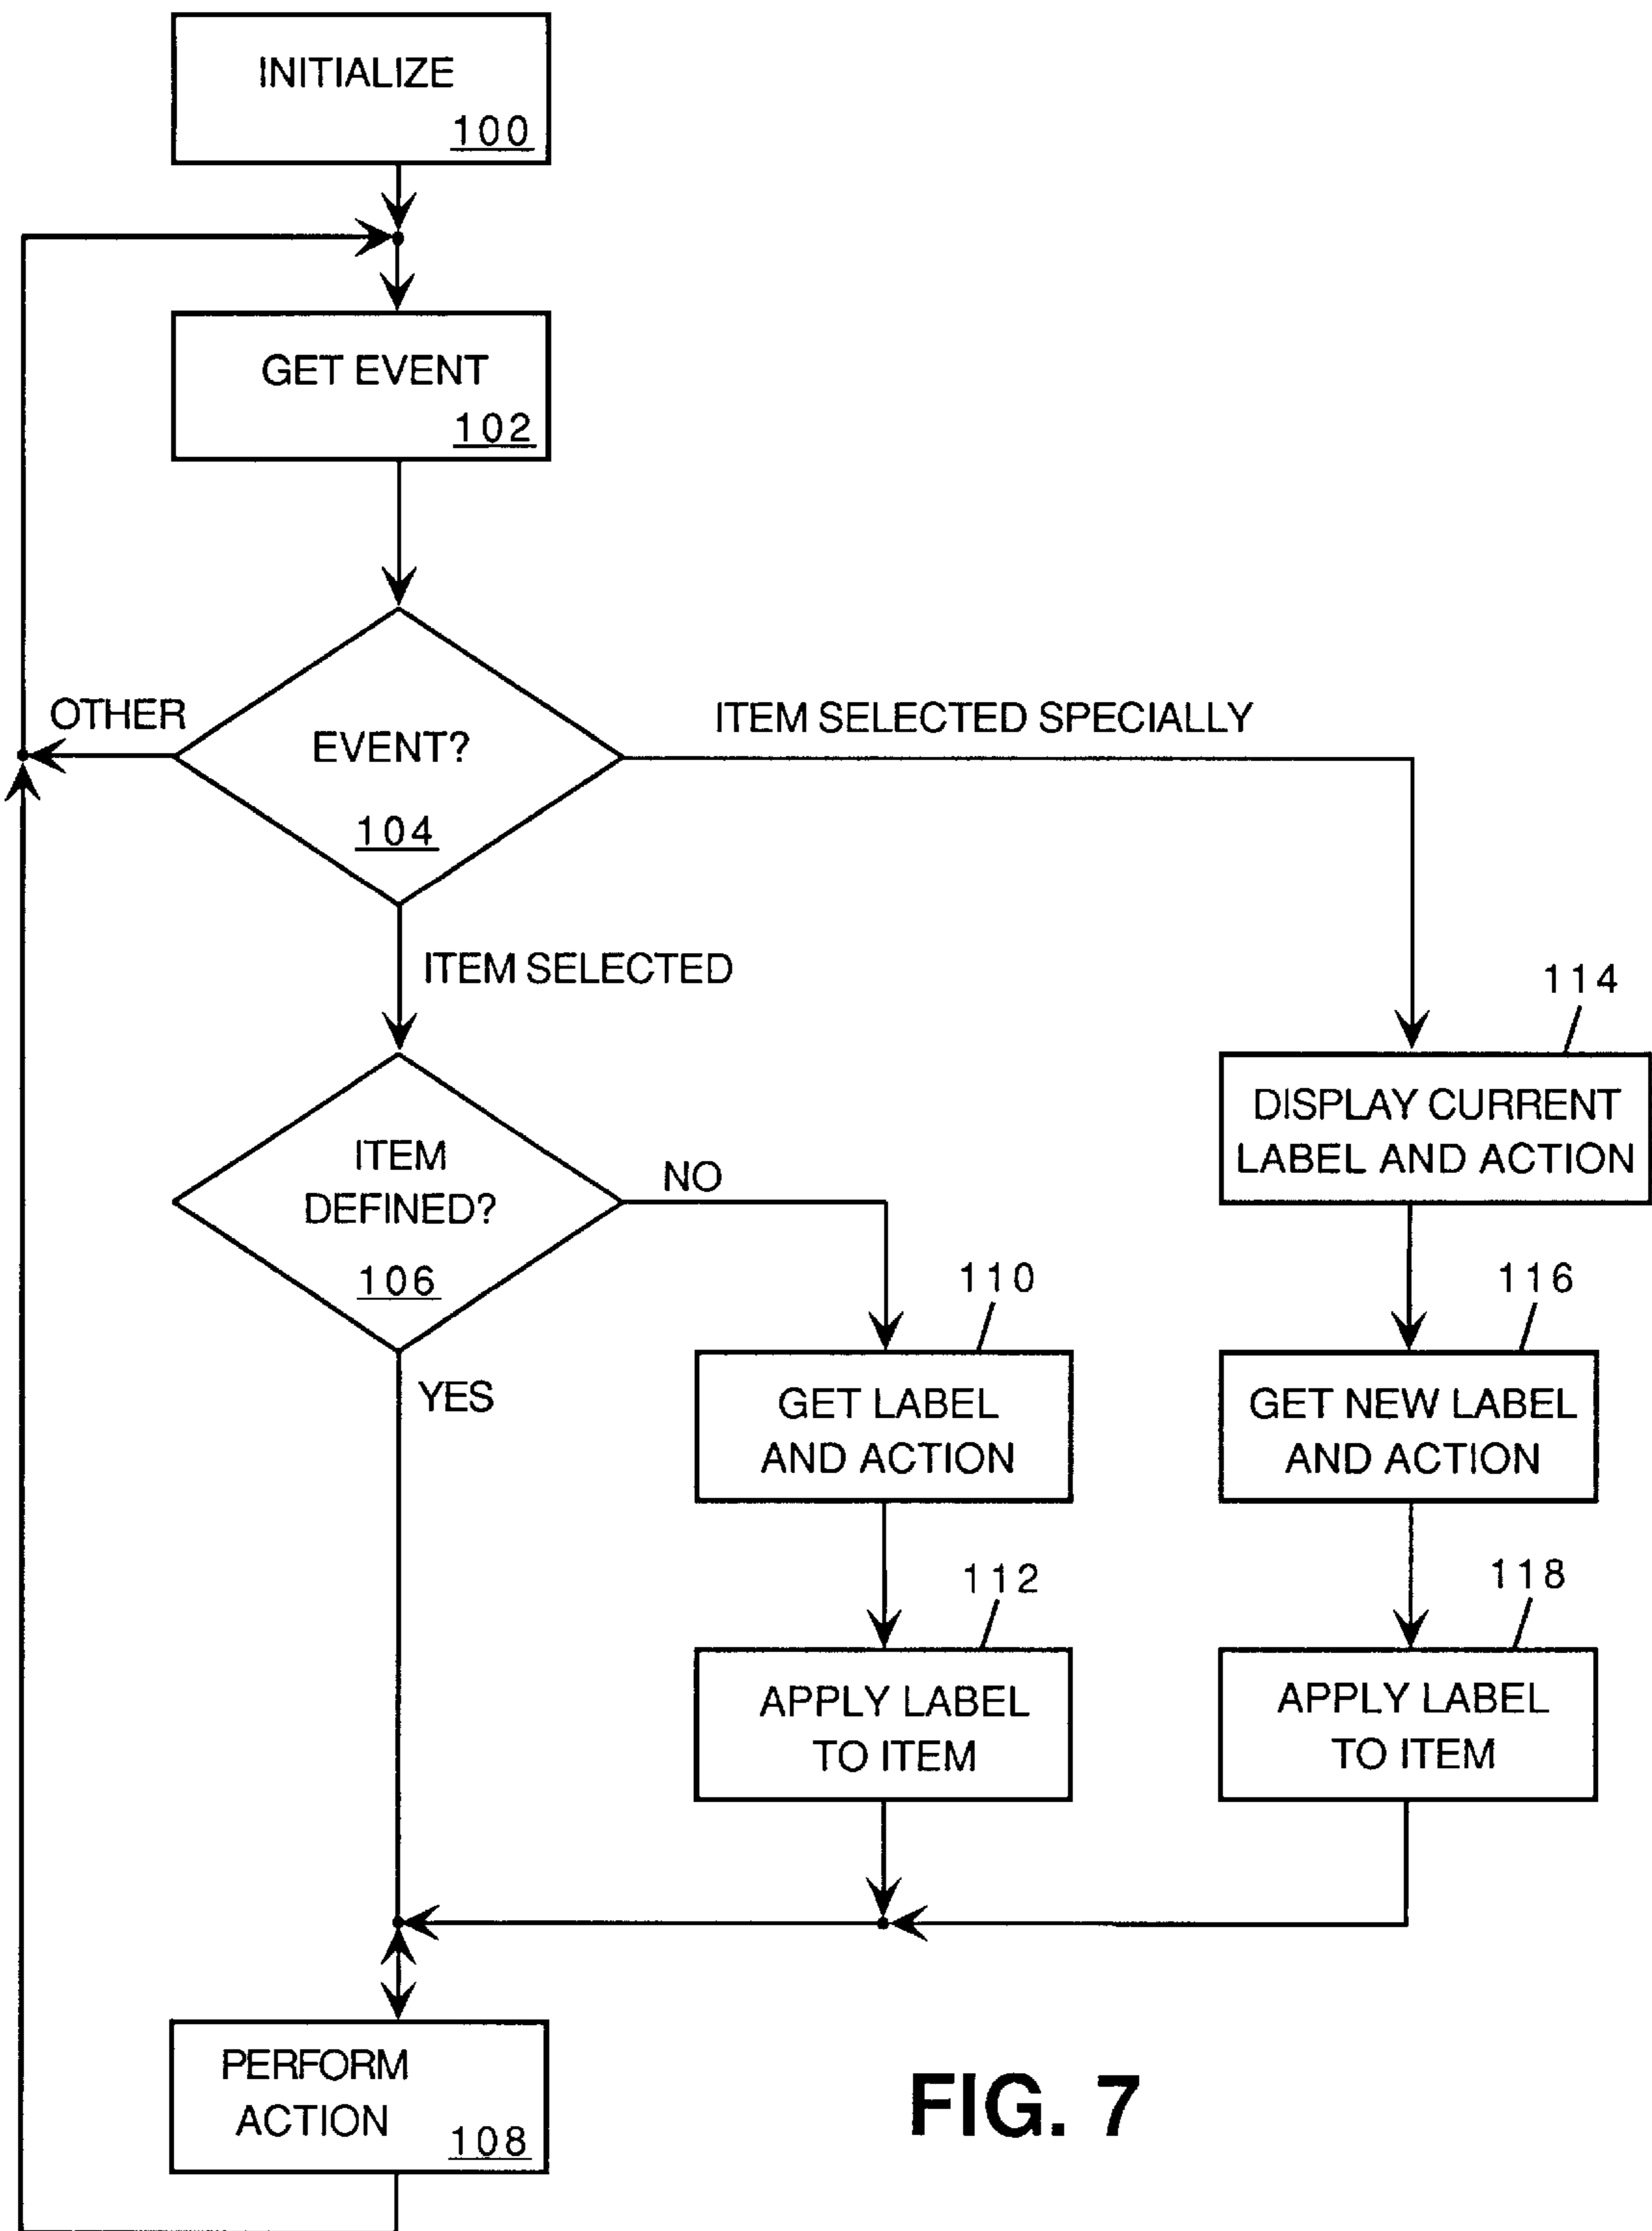 INITIALIZE
100
GET EVENT
102
OTHER
EVENT?
104
ITEM SELECTED SPECIALLY
ITEM SELECTED
114
DISPLAY CURRENT
LABEL AND ACTION
ITEM
DEFINED?
106
NO
YES
110
GET LABEL
AND ACTION
116
GET NEW LABEL
AND ACTION
112
APPLY LABEL
TO ITEM
118
APPLY LABEL
TO ITEM
PERFORM
ACTION
108
FIG. 7